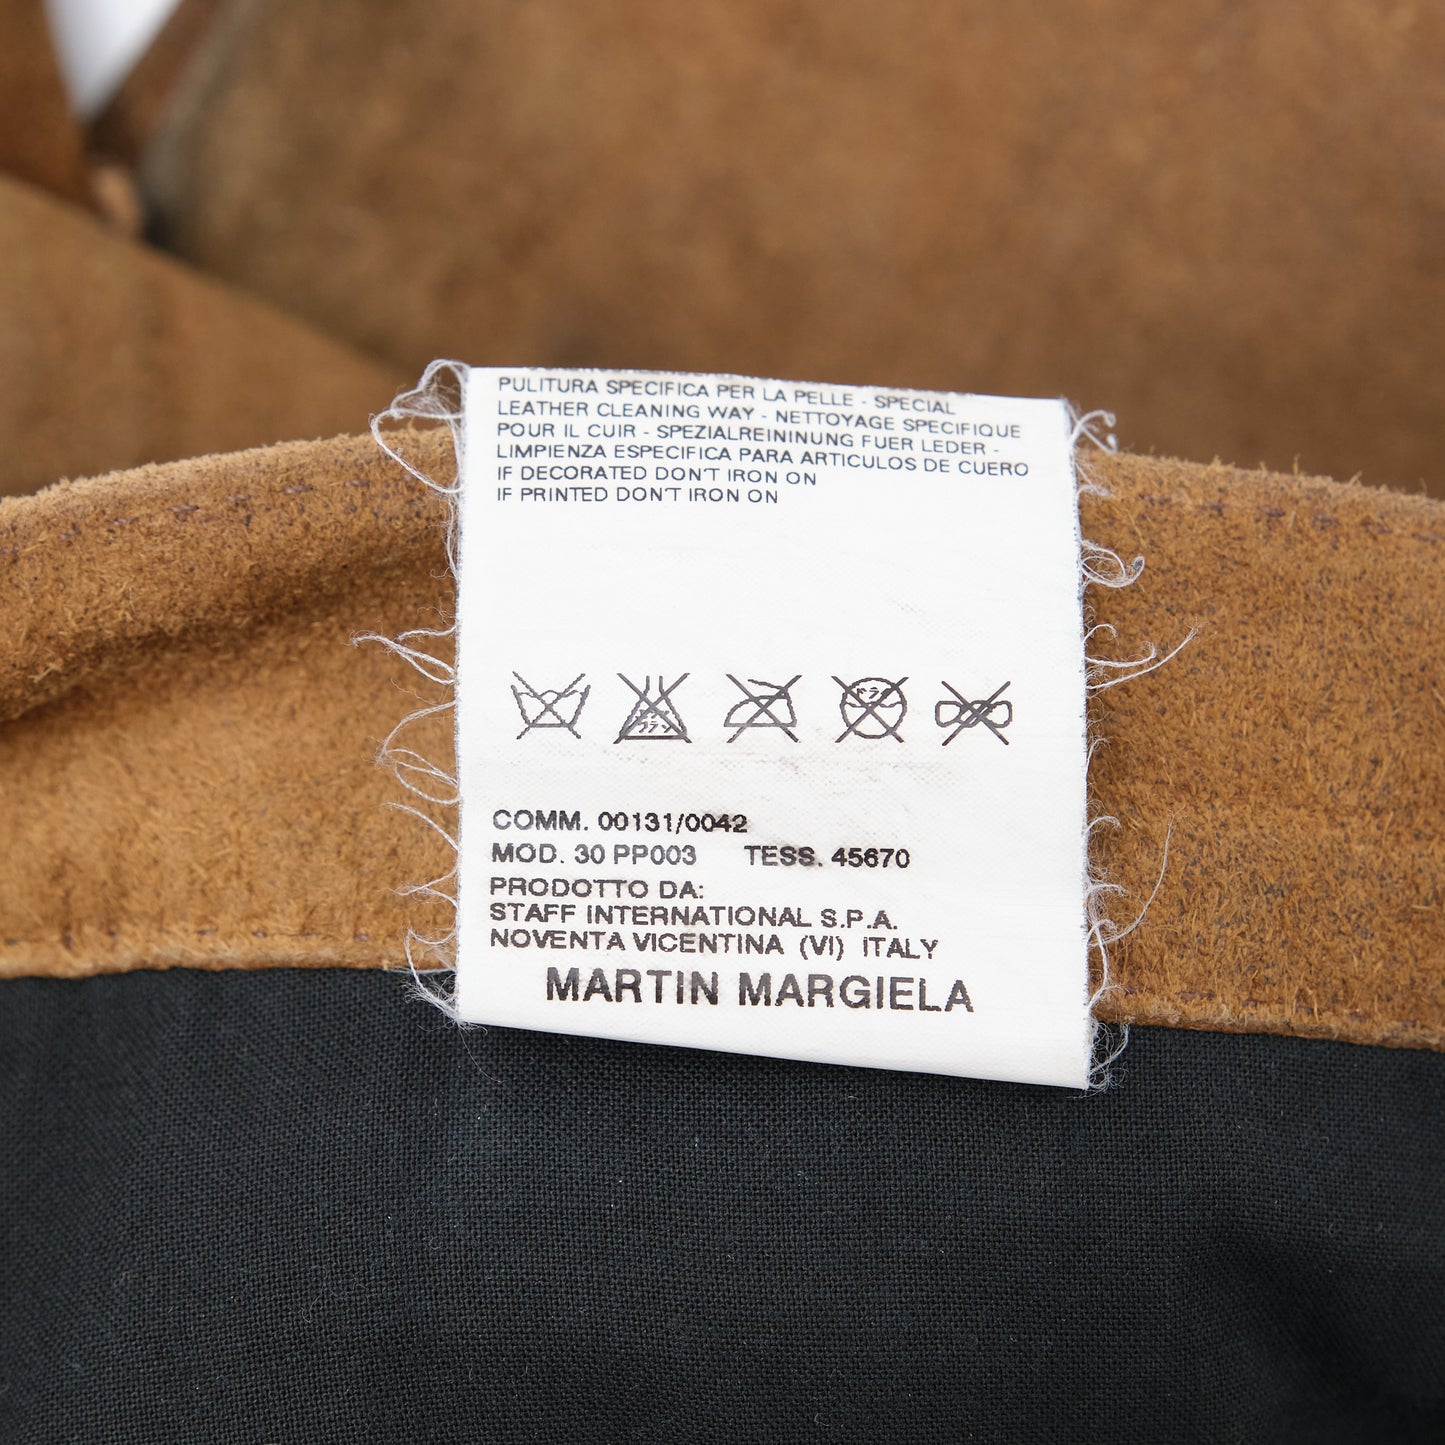 PULITURA SPECIFICA PER LA PELLE - SPECIAL
LEATHER CLEANING WAY - NETTOYAGE SPECIFIQUE
POUR IL CUIR - SPEZIALREININUNG FUER LEDER -
LIMPIENZA ESPECIFICA PARA ARTICULOS DE CUERO
IF DECORATED DON'T IRON ON
IF PRINTED DON'T IRON ON
COMM. 00131/0042
MOD. 30 PP003 TESS. 45670
PRODOTTO DA:
STAFF INTERNATIONAL S.P.A.
NOVENTA VICENTINA (VI) ITALY
MARTIN MARGIELA